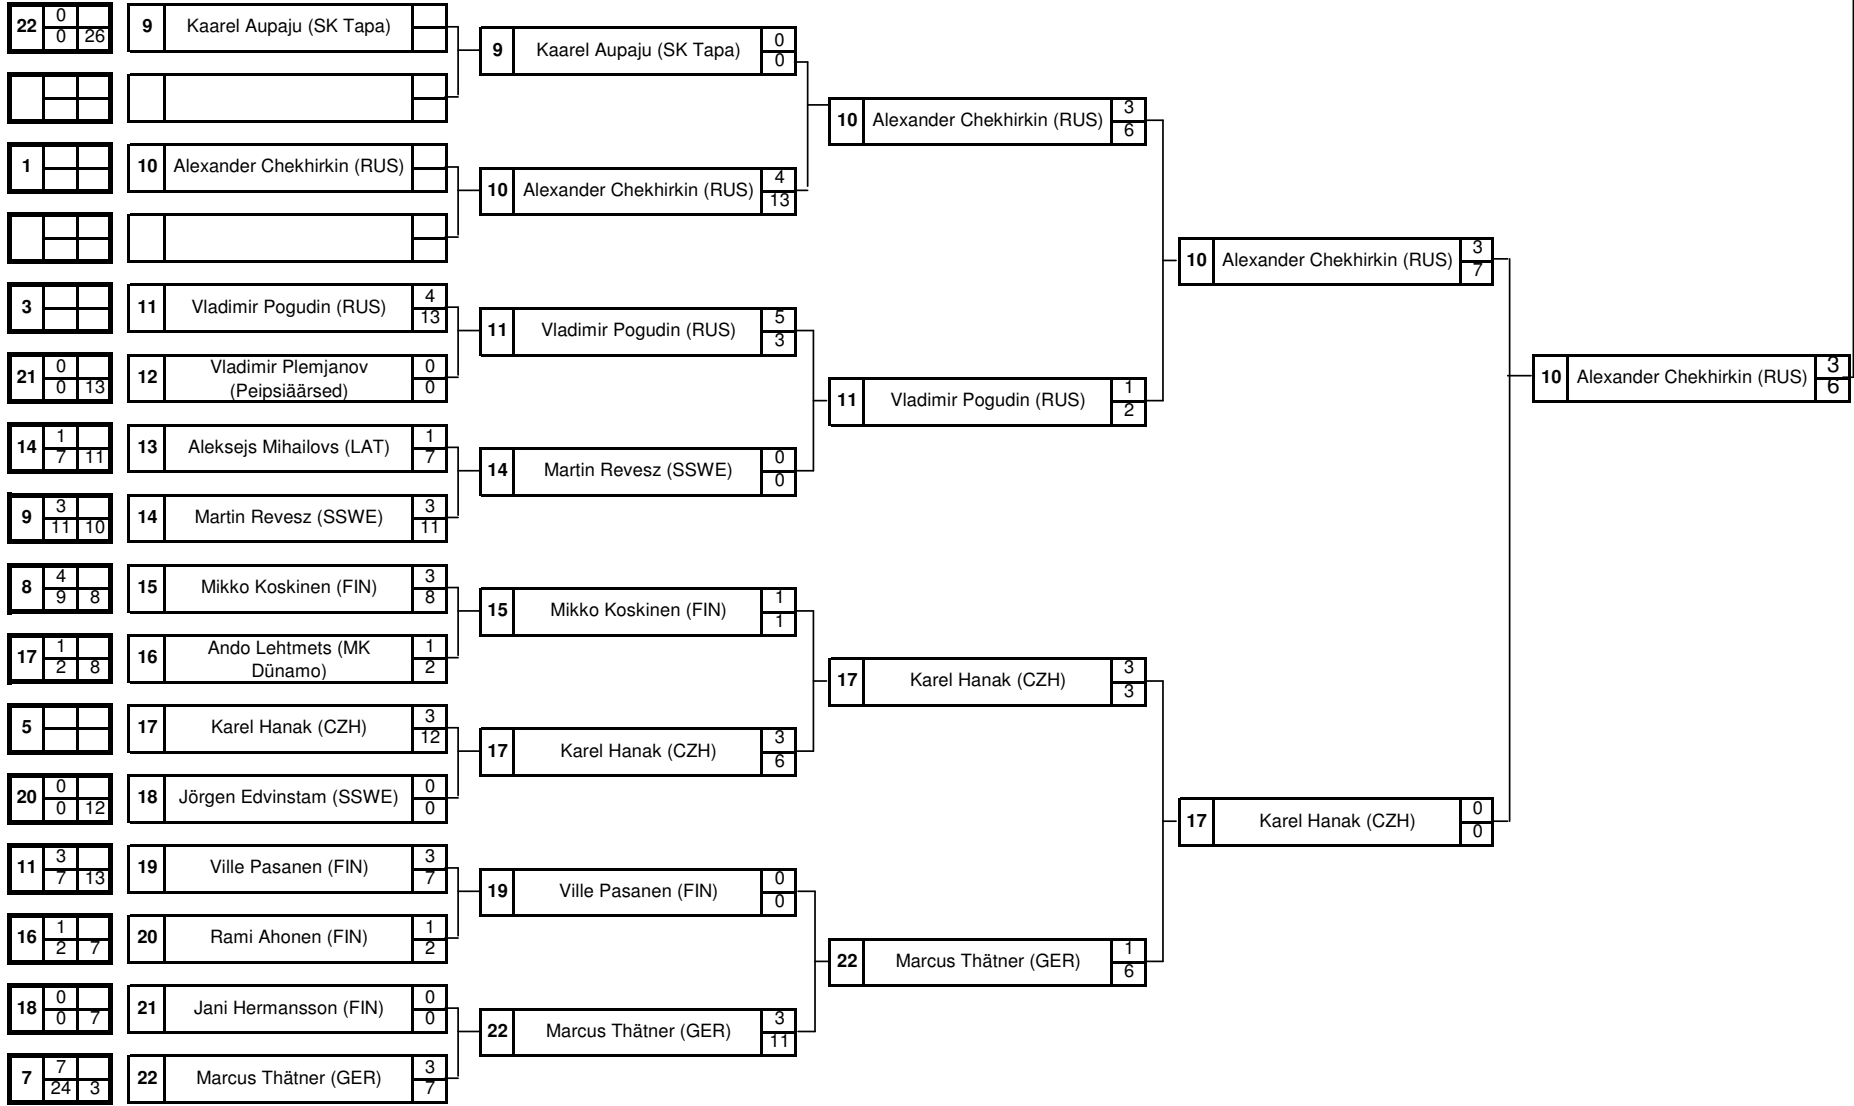 22 0 0 26 9 Kaarel Aupaju (SK Tapa)
9 Kaarel Aupaju (SK Tapa) 0 0
10 Alexander Chekhirkin (RUS) 3 6
1 10 Alexander Chekhirkin (RUS)
10 Alexander Chekhirkin (RUS) 4 13
10 Alexander Chekhirkin (RUS) 3 7
3 11 Vladimir Pogudin (RUS) 4 13
11 Vladimir Pogudin (RUS) 5 3
21 0 0 13 12 Vladimir Plemjanov 0 0
(Peipsiäärsed)
10 Alexander Chekhirkin (RUS) 3 6
11 Vladimir Pogudin (RUS) 1 2
14 1 7 11 13 Aleksejs Mihailovs (LAT) 1 7
14 Martin Revesz (SSWE) 0 0
9 3 11 10 14 Martin Revesz (SSWE) 3 11
8 4 9 8 15 Mikko Koskinen (FIN) 3 8
15 Mikko Koskinen (FIN) 1 1
17 1 2 8 16 Ando Lehtmets (MK 1 2
Dünamo)
17 Karel Hanak (CZH) 3 3
5 17 Karel Hanak (CZH) 3 12
17 Karel Hanak (CZH) 3 6
20 0 0 12 18 Jörgen Edvinstam (SSWE) 0 0
17 Karel Hanak (CZH) 0 0
11 3 7 13 19 Ville Pasanen (FIN) 3 7
19 Ville Pasanen (FIN) 0 0
16 1 2 7 20 Rami Ahonen (FIN) 1 2
22 Marcus Thätner (GER) 1 6
18 0 0 7 21 Jani Hermansson (FIN) 0 0
22 Marcus Thätner (GER) 3 11
7 7 24 3 22 Marcus Thätner (GER) 3 7